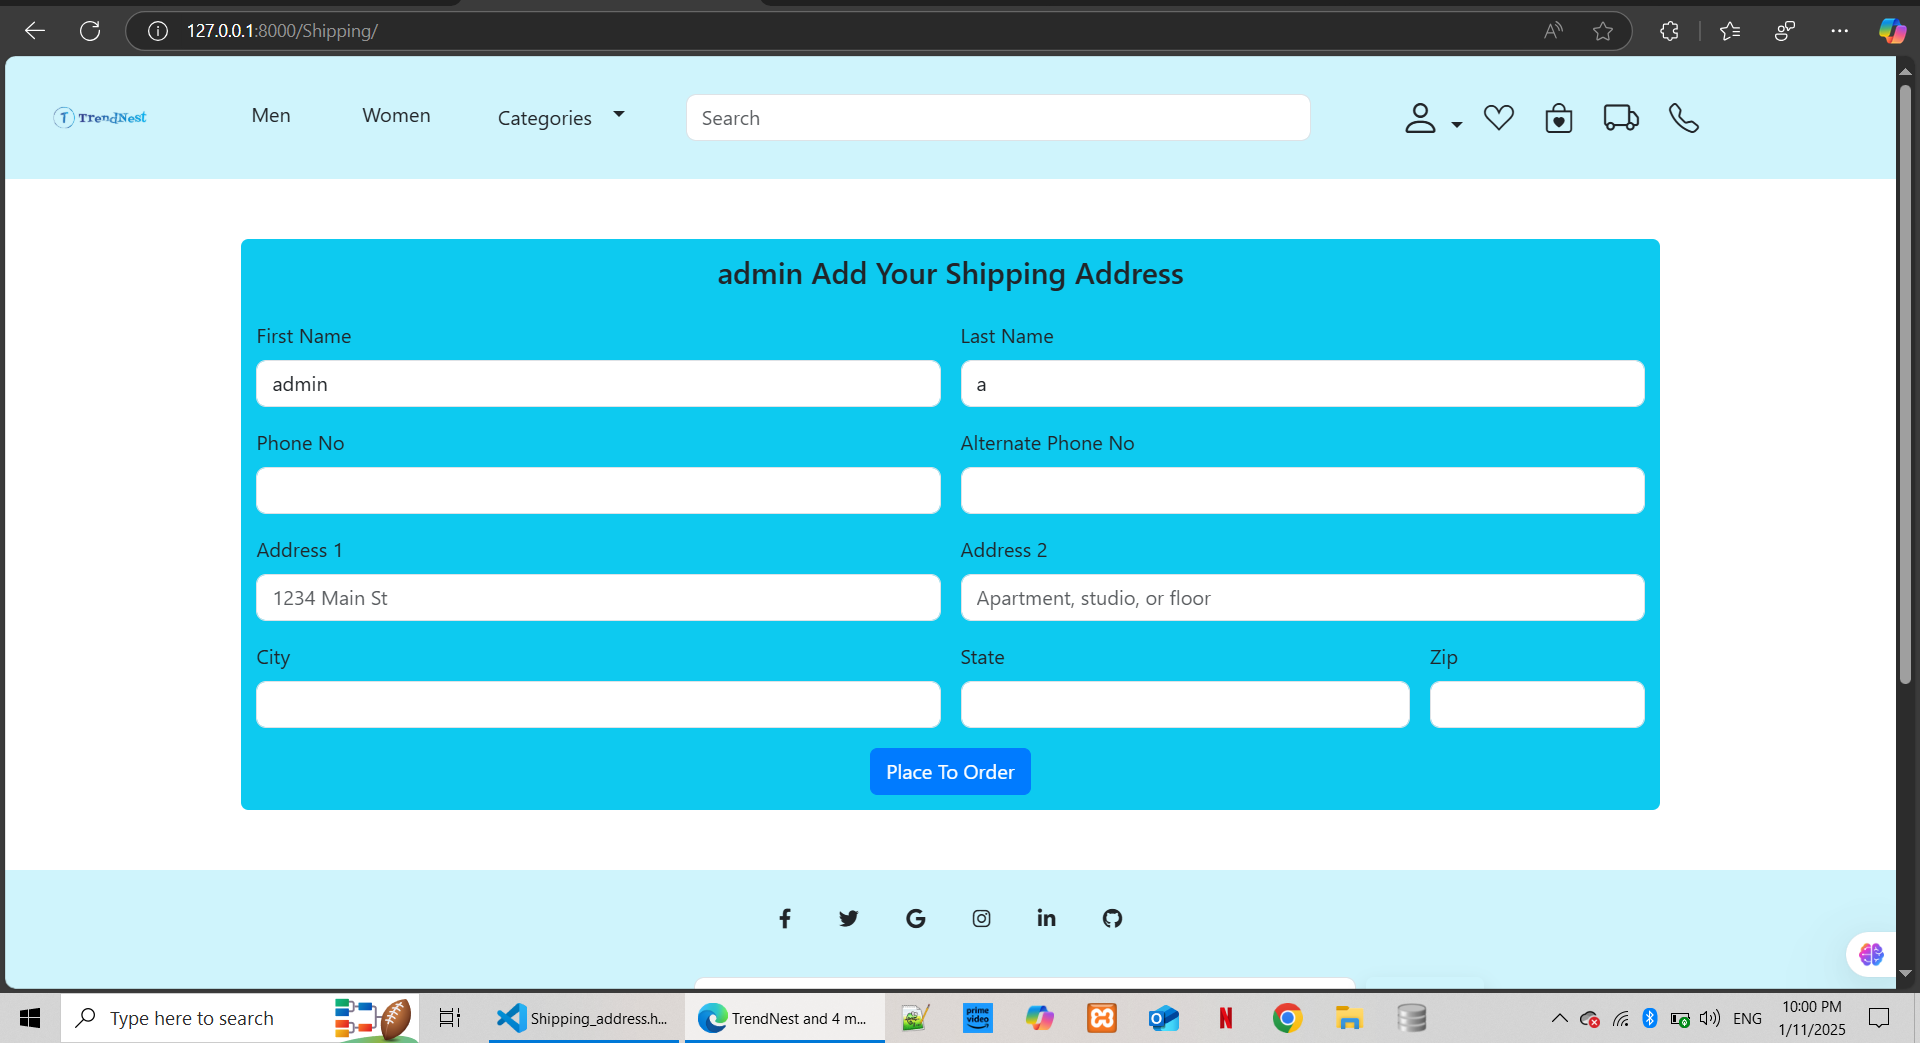 127.0.0.1:8000/Shipping/
TrendNest
Men
Women
Categories
Search
admin Add Your Shipping Address
First Name
Last Name
admin
a
Phone No
Alternate Phone No
Address 1
Address 2
1234 Main St
Apartment, studio, or floor
City
State
Zip
Place To Order
Type here to search
Shipping_address.h...
TrendNest and 4 m...
prime video
ENG
10:00 PM
1/11/2025